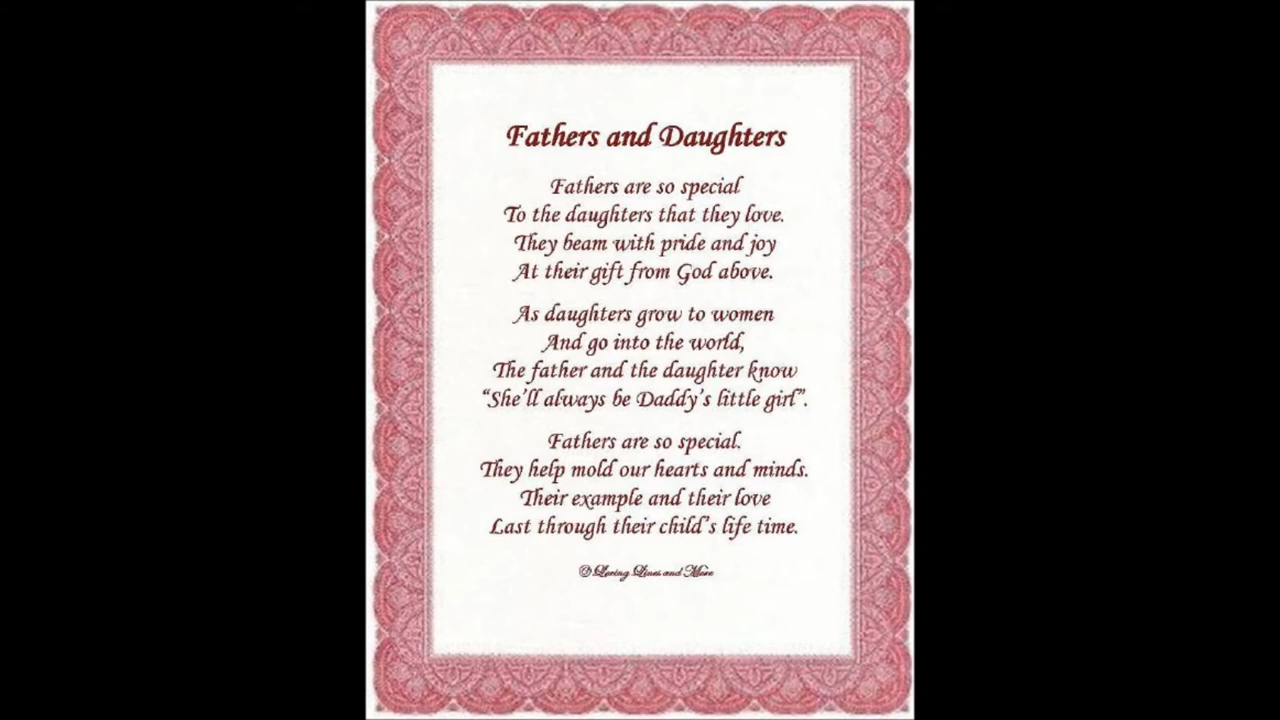 Fathers and Daughters
Fathers are so special
To the daughters that they love.
They beam with pride and joy
At their gift from God above.
As daughters grow to women
And go into the world,
The father and the daughter know
“She’ll always be Daddy’s little girl”.
Fathers are so special.
They help mold our hearts and minds.
Their example and their love
Last through their child’s life time.
© Loving Lines and More